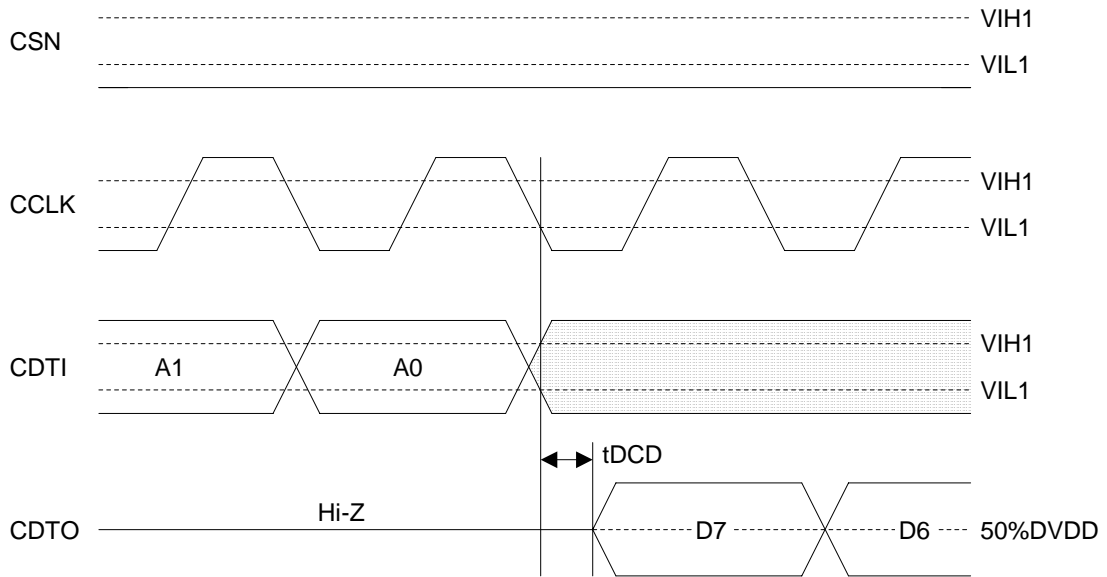 VIH1
CSN
VIL1
VIH1
CCLK
VIL1
VIH1
CDTI
A1
A0
VIL1
tDCD
Hi-Z
CDTO
D7
D6
50%DVDD